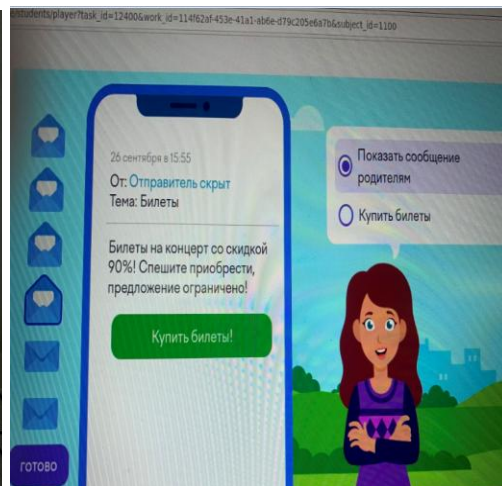 /students/player?task_id=12400&work_id=114f62af-453e-41a1-ab6e-d79c205e6a7b&subject_id=1100
26 сентября в 15:55
От: Отправитель скрыт
Тема: Билеты
Билеты на концерт со скидкой
90%! Спешите приобрести,
предложение ограничено!
Купить билеты!
Показать сообщение
родителям
Купить билеты
ГОТОВО